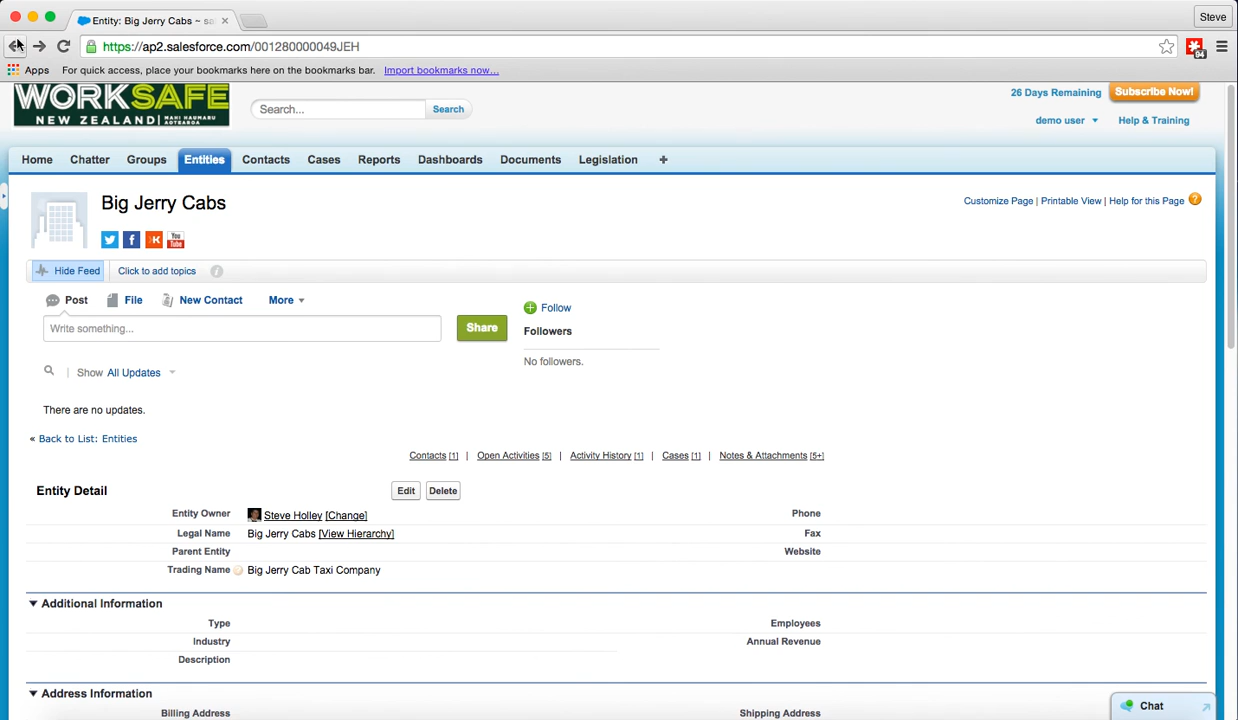 Entity: Big Jerry Cabs ~ sa
Steve
https://ap2.salesforce.com/001280000049JEH
Apps For quick access, place your bookmarks here on the bookmarks bar. Import bookmarks now…
WORKSAFE
NEW ZEALAND | MAHI HAUMARU AOTEAROA
Search... Search
26 Days Remaining Subscribe Now!
demo user Help & Training
Home Chatter Groups Entities Contacts Cases Reports Dashboards Documents Legislation +
Big Jerry Cabs
Customize Page | Printable View | Help for this Page ?
You Tube
Hide Feed Click to add topics i
Post File New Contact More
Write something... Share
Follow
Followers
No followers.
Show All Updates
There are no updates.
« Back to List: Entities
Contacts [1] | Open Activities [5] | Activity History [1] | Cases [1] | Notes & Attachments [5+]
Entity Detail Edit Delete
Entity Owner Steve Holley [Change] Phone
Legal Name Big Jerry Cabs [View Hierarchy] Fax
Parent Entity Website
Trading Name Big Jerry Cab Taxi Company
Additional Information
Type Employees
Industry Annual Revenue
Description
Address Information
Billing Address Shipping Address
Chat